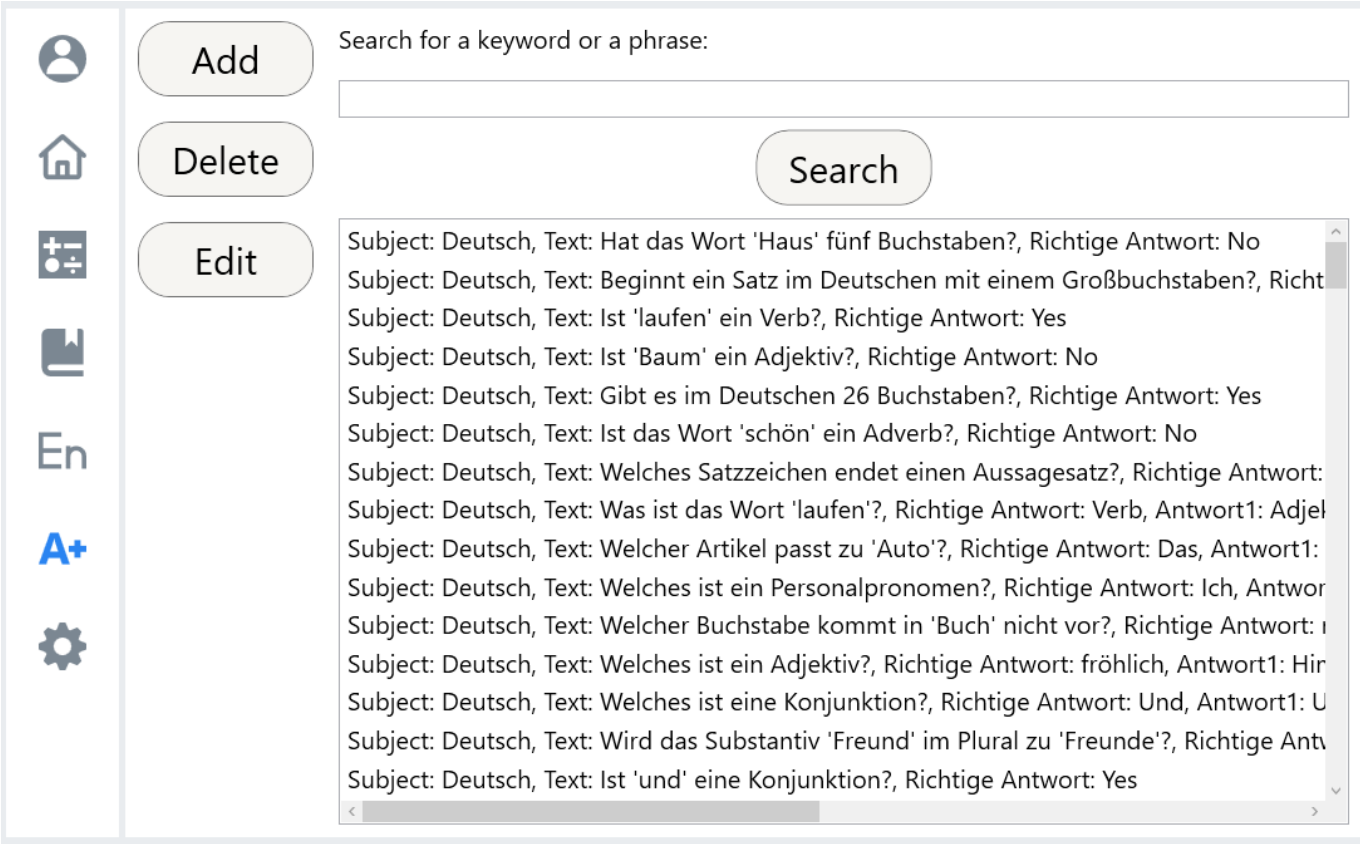 Add
Delete
Edit
En
A+
Search for a keyword or a phrase:
Search
Subject: Deutsch, Text: Hat das Wort 'Haus' fünf Buchstaben?, Richtige Antwort: No
Subject: Deutsch, Text: Beginnt ein Satz im Deutschen mit einem Großbuchstaben?, Richt
Subject: Deutsch, Text: Ist 'laufen' ein Verb?, Richtige Antwort: Yes
Subject: Deutsch, Text: Ist 'Baum' ein Adjektiv?, Richtige Antwort: No
Subject: Deutsch, Text: Gibt es im Deutschen 26 Buchstaben?, Richtige Antwort: Yes
Subject: Deutsch, Text: Ist das Wort 'schön' ein Adverb?, Richtige Antwort: No
Subject: Deutsch, Text: Welches Satzzeichen endet einen Aussagesatz?, Richtige Antwort:
Subject: Deutsch, Text: Was ist das Wort 'laufen'?, Richtige Antwort: Verb, Antwort1:
Subject: Deutsch, Text: Welcher Artikel passt zu 'Auto'?, Richtige Antwort: Das, Antwort1:
Subject: Deutsch, Text: Welches ist ein Personalpronomen?, Richtige Antwort: Ich, Antwor
Subject: Deutsch, Text: Welcher Buchstabe kommt in 'Buch' nicht vor?, Richtige Antwort:
Subject: Deutsch, Text: Welches ist ein Adjektiv?, Richtige Antwort: fröhlich, Antwort1:
Subject: Deutsch, Text: Welches ist eine Konjunktion?, Richtige Antwort: Und, Antwort1: U
Subject: Deutsch, Text: Wird das Substantiv 'Freund' im Plural zu 'Freunde'?, Richtige
Subject: Deutsch, Text: Ist 'und' eine Konjunktion?, Richtige Antwort: Yes